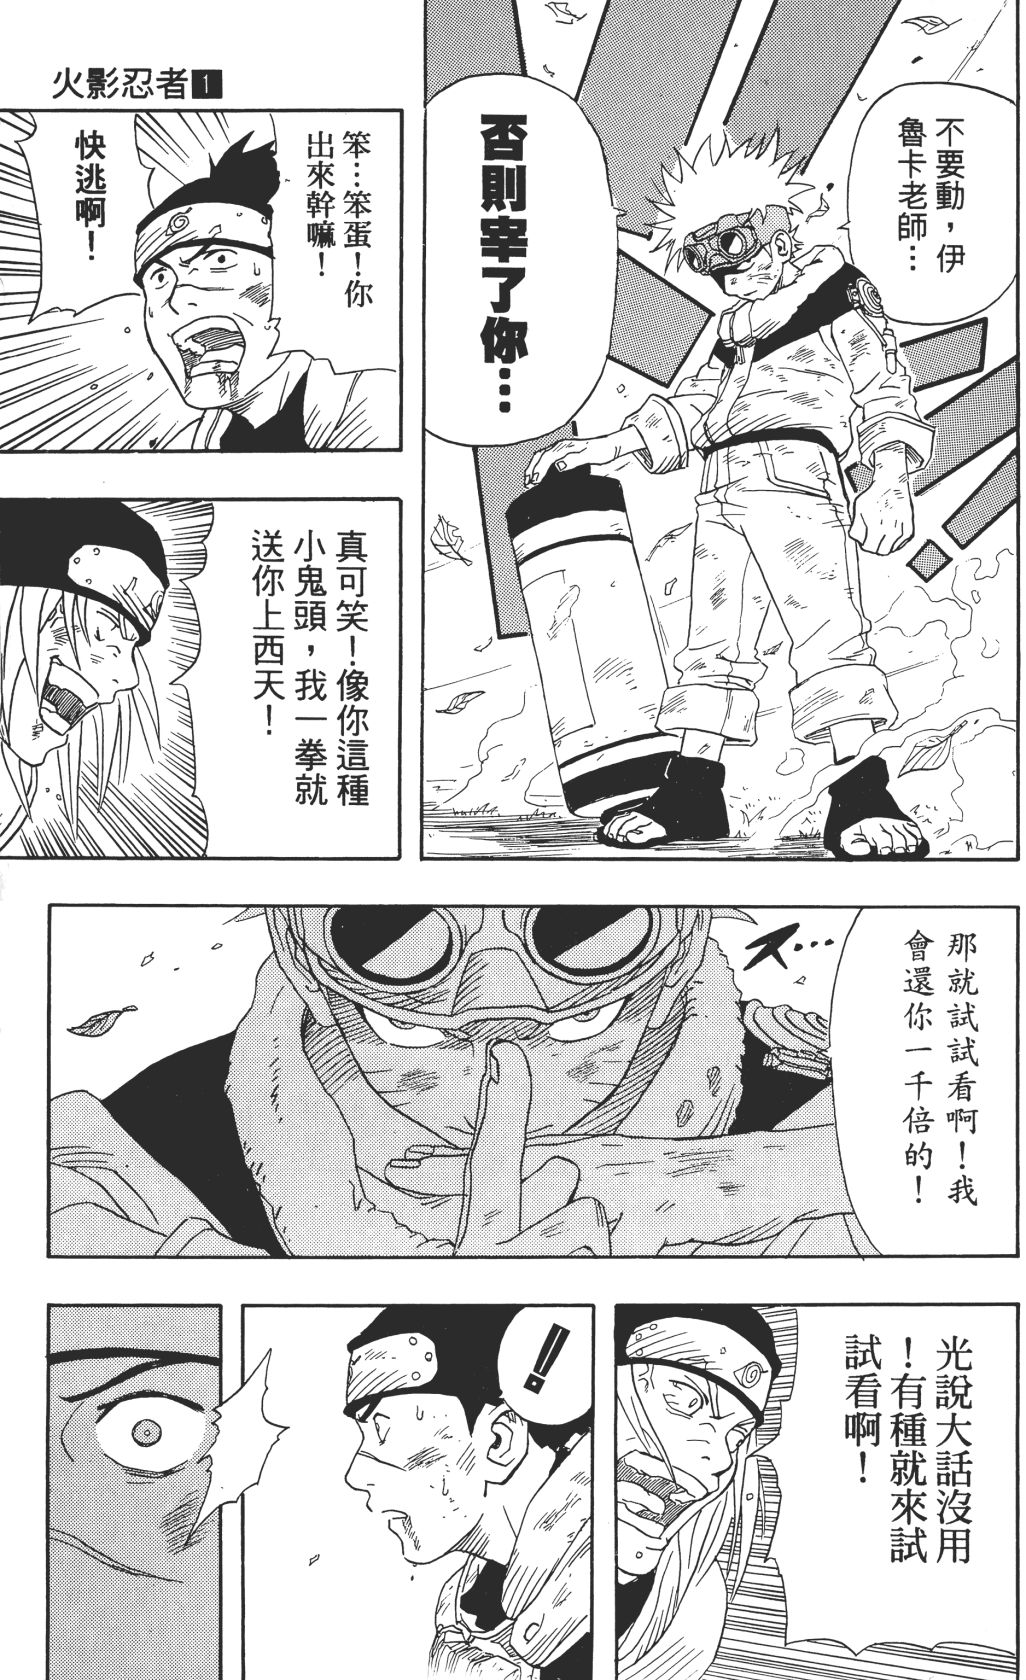 火影忍者1
不要動，伊
魯卡老師…
否則宰了你…
笨…笨蛋！你
出來幹嘛！
快逃啊！
真可笑！像你這種
小鬼頭，我一拳就
送你上西天！
那就試試看啊！我
會還你一千倍的！
ス…
光說大話沒用
！有種就來試
試看啊！
！